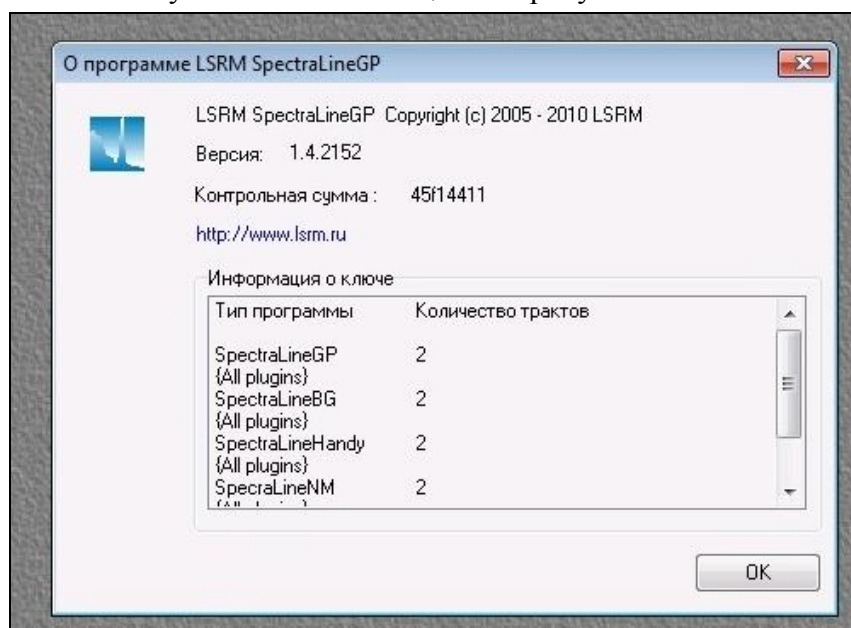 О программе LSRM SpectraLineGP
LSRM SpectraLineGP Copyright (c) 2005 - 2010 LSRM
Версия: 1.4.2152
Контрольная сумма : 45f14411
http://www.lsrm.ru
Информация о ключе
Тип программы Количество трактов
SpectraLineGP 2
{All plugins}
SpectraLineBG 2
{All plugins}
SpectraLineHandy 2
{All plugins}
SpecraLineNM 2
OK